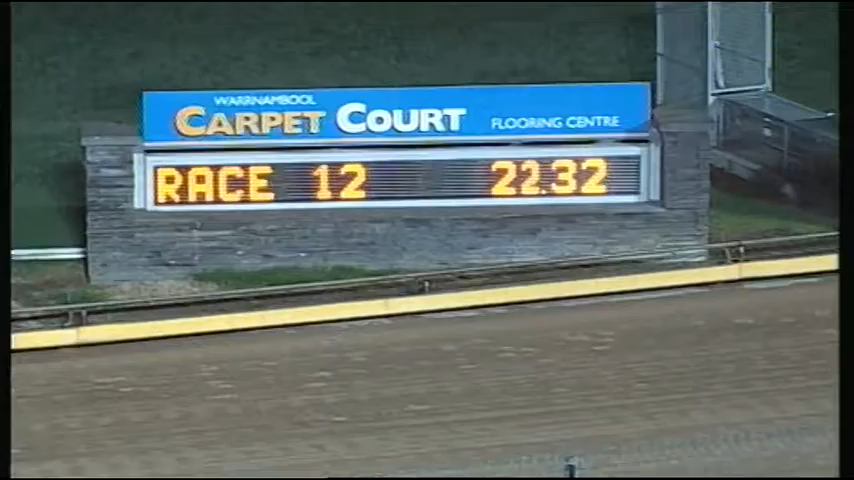 WARRNAMBOOL
CARPET COURT FLOORING CENTRE
RACE 12 22.32